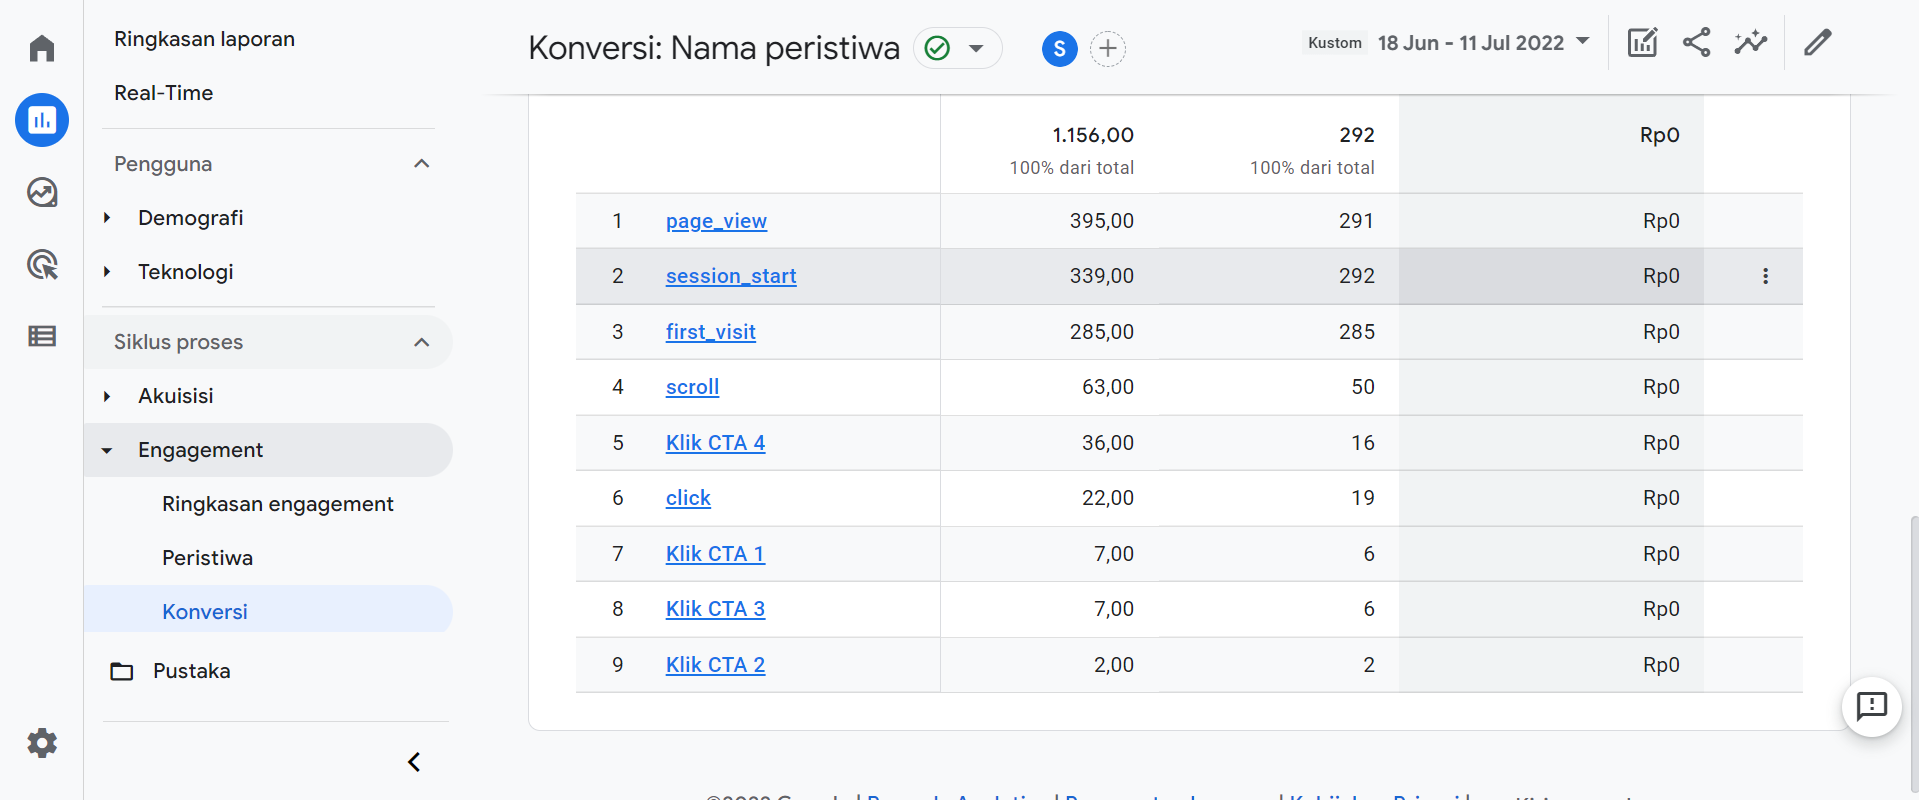 Ringkasan laporan
Real-Time
Pengguna
Demografi
Teknologi
Siklus proses
Akuisisi
Engagement
Ringkasan engagement
Peristiwa
Konversi
Pustaka
Konversi: Nama peristiwa
S
Kustom 18 Jun - 11 Jul 2022
1.156,00 292 Rp0
100% dari total 100% dari total
1 page_view 395,00 291 Rp0
2 session_start 339,00 292 Rp0
3 first_visit 285,00 285 Rp0
4 scroll 63,00 50 Rp0
5 Klik CTA 4 36,00 16 Rp0
6 click 22,00 19 Rp0
7 Klik CTA 1 7,00 6 Rp0
8 Klik CTA 3 7,00 6 Rp0
9 Klik CTA 2 2,00 2 Rp0